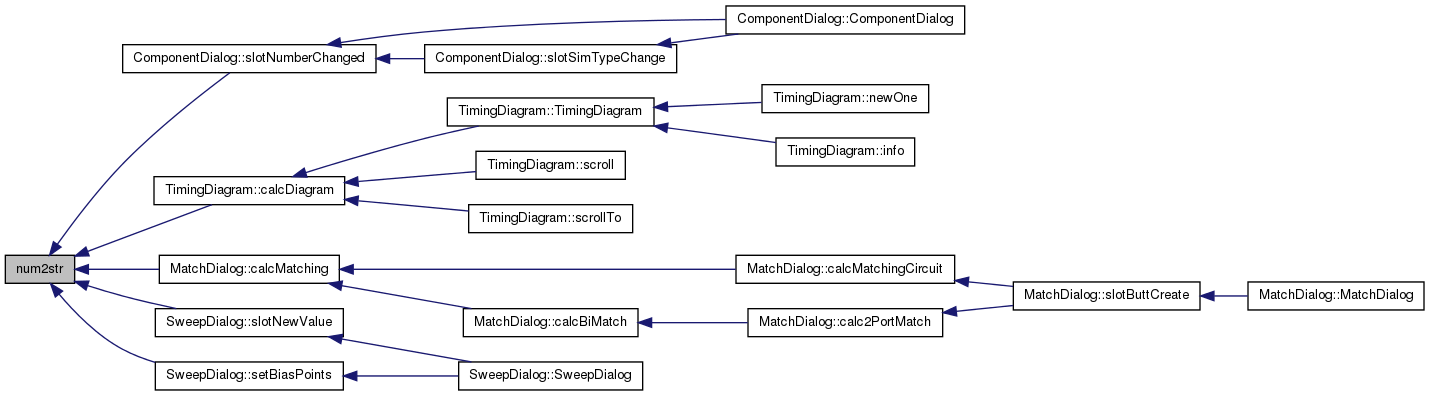 ComponentDialog::ComponentDialog
ComponentDialog::slotNumberChanged
ComponentDialog::slotSimTypeChange
TimingDiagram::newOne
TimingDiagram::TimingDiagram
TimingDiagram::info
TimingDiagram::scroll
TimingDiagram::calcDiagram
TimingDiagram::scrollTo
num2str
MatchDialog::calcMatching
MatchDialog::calcMatchingCircuit
MatchDialog::slotButtCreate
MatchDialog::MatchDialog
SweepDialog::slotNewValue
MatchDialog::calcBiMatch
MatchDialog::calc2PortMatch
SweepDialog::setBiasPoints
SweepDialog::SweepDialog